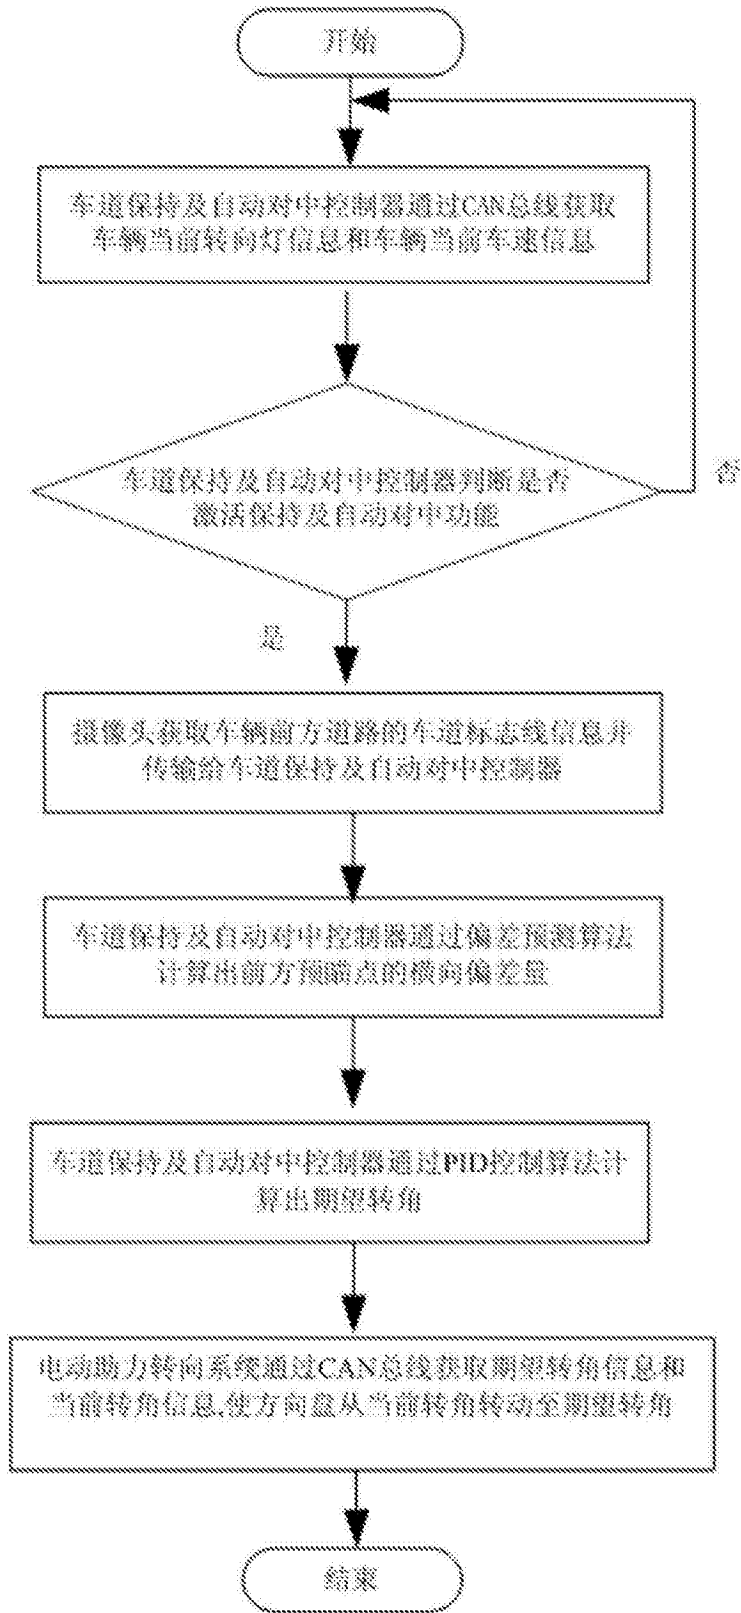 开始
车道保持及自动对中控制器通过CAN总线获取
车辆当前转向灯信息和车辆当前车速信息
车道保持及自动对中控制器判断是否
激活保持及自动对中功能
否
是
摄像头获取车辆前方道路的车道标志线信息并
传输给车道保持及自动对中控制器
车道保持及自动对中控制器通过偏差预测算法
计算出前方预瞄点的横向偏差量
车道保持及自动对中控制器通过PID控制算法计
算出期望转角
电动助力转向系统通过CAN总线获取期望转角信息和
当前转角信息,使方向盘从当前转角转动至期望转角
结束